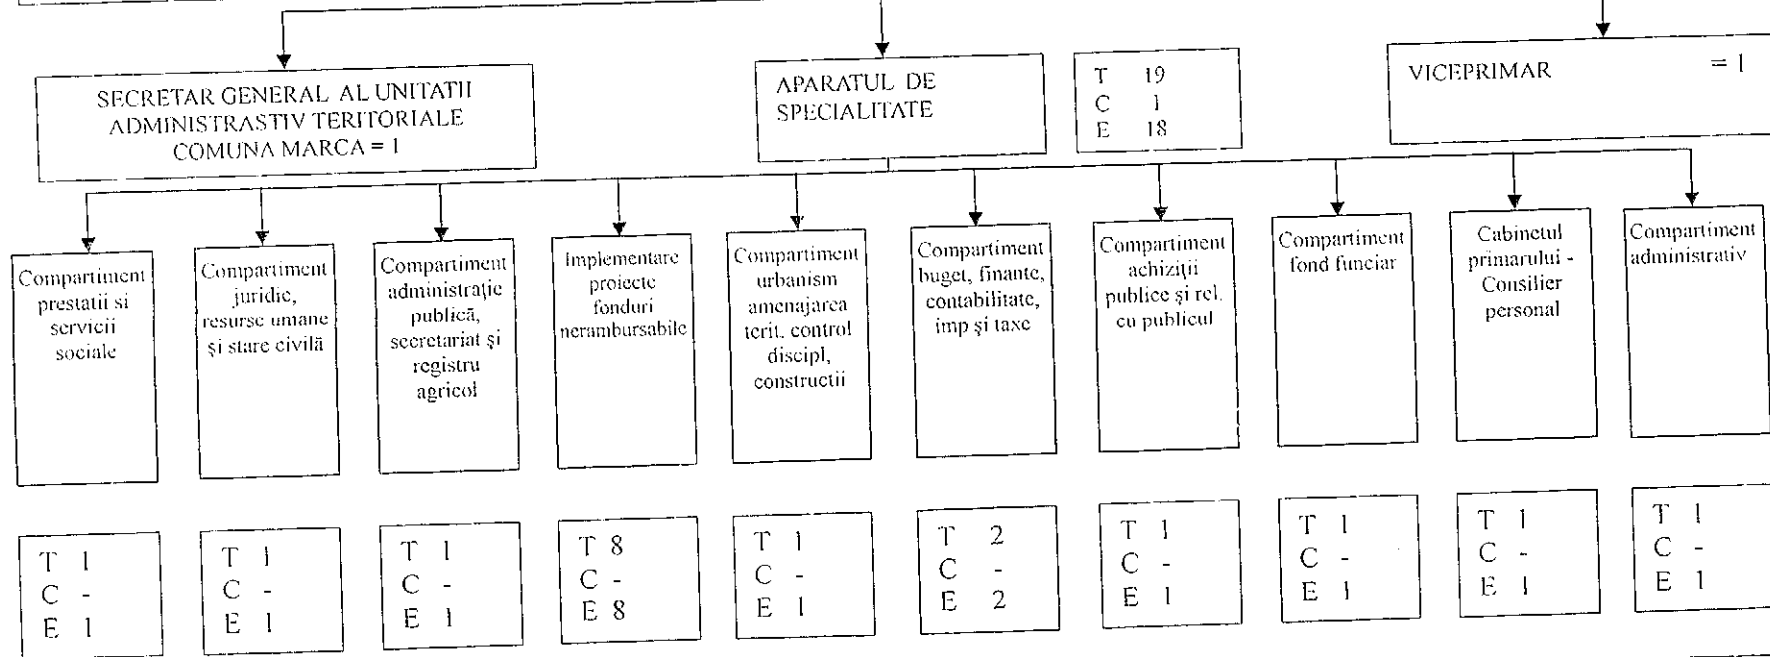 SECRETAR GENERAL AL UNITATII
ADMINISTRASTIV TERITORIALE
COMUNA MARCA = 1
APARATUL DE
SPECIALITATE
T 19
C 1
E 18
VICEPRIMAR = 1
Compartiment
prestatii si
servicii
sociale
Compartiment
juridic,
resurse umane
şi stare civilă
Compartiment
administraţie
publică,
secretariat şi
registru
agricol
Implementare
proiecte
fonduri
nerambursabile
Compartiment
urbanism
amenajarea
terit. control
discipl,
constructii
Compartiment
buget, finante,
contabilitate,
imp şi taxe
Compartiment
achiziţii
publice şi rel.
cu publicul
Compartiment
fond funciar
Cabinetul
primarului -
Consilier
personal
Compartiment
administrativ
T 1
C -
E 1
T 1
C -
E 1
T 1
C -
E 1
T 8
C -
E 8
T 1
C -
E 1
T 2
C -
E 2
T 1
C -
E 1
T 1
C -
E 1
T 1
C -
E 1
T 1
C -
E 1